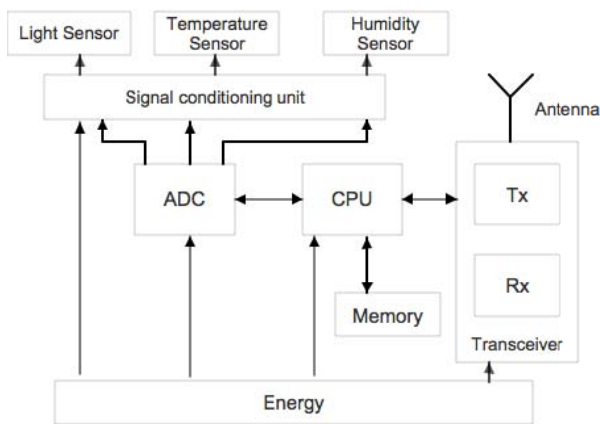 Light Sensor
Temperature
Sensor
Humidity
Sensor
Signal conditioning unit
Antenna
ADC
CPU
Tx
Rx
Memory
Transceiver
Energy